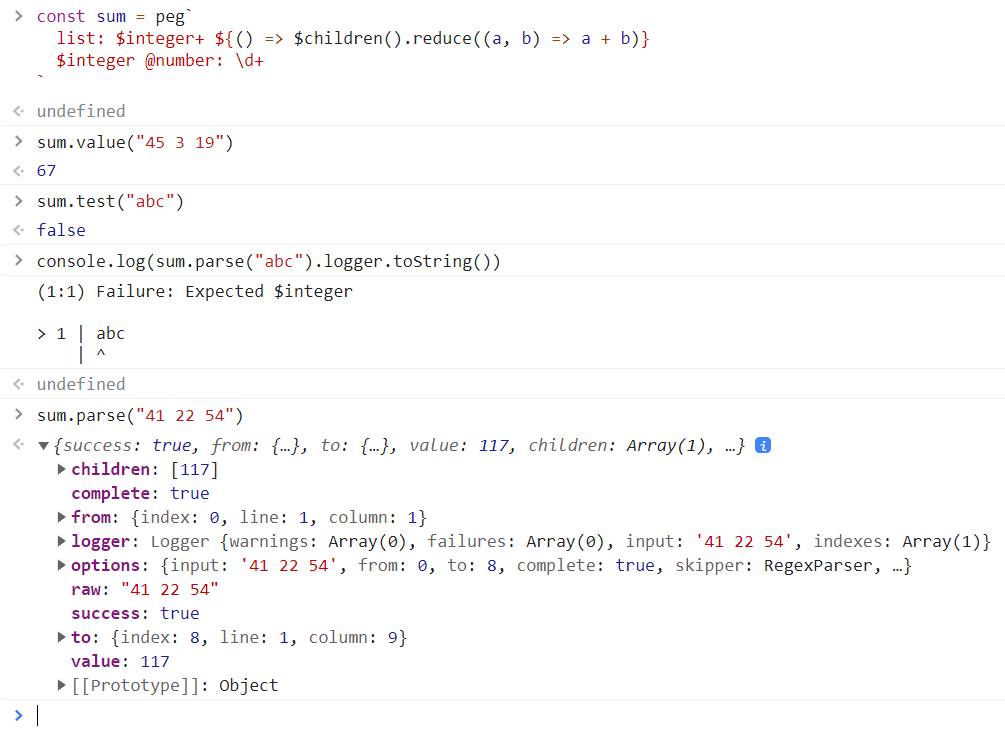 > const sum = peg`
  list: $integer+ ${() => $children().reduce((a, b) => a + b)}
  $integer @number: \d+
`
undefined
> sum.value("45 3 19")
67
> sum.test("abc")
false
> console.log(sum.parse("abc").logger.toString())
(1:1) Failure: Expected $integer
> 1 | abc
    | ^
undefined
> sum.parse("41 22 54")
▼{success: true, from: {…}, to: {…}, value: 117, children: Array(1), …} i
▶children: [117]
complete: true
▶from: {index: 0, line: 1, column: 1}
▶logger: Logger {warnings: Array(0), failures: Array(0), input: '41 22 54', indexes: Array(1)}
▶options: {input: '41 22 54', from: 0, to: 8, complete: true, skipper: RegexParser, …}
raw: "41 22 54"
success: true
▶to: {index: 8, line: 1, column: 9}
value: 117
▶[[Prototype]]: Object
>